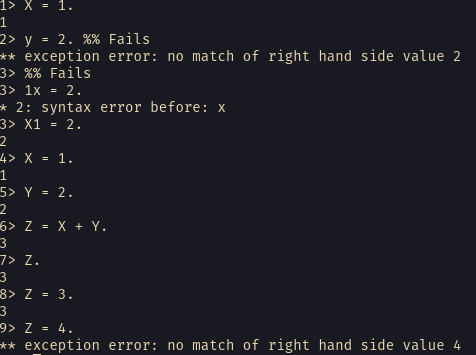 1> X = 1.
1
2> y = 2. %% Fails
** exception error: no match of right hand side value 2
3> %% Fails
3> 1x = 2.
* 2: syntax error before: x
3> X1 = 2.
2
4> X = 1.
1
5> Y = 2.
2
6> Z = X + Y.
3
7> Z.
3
8> Z = 3.
3
9> Z = 4.
** exception error: no match of right hand side value 4